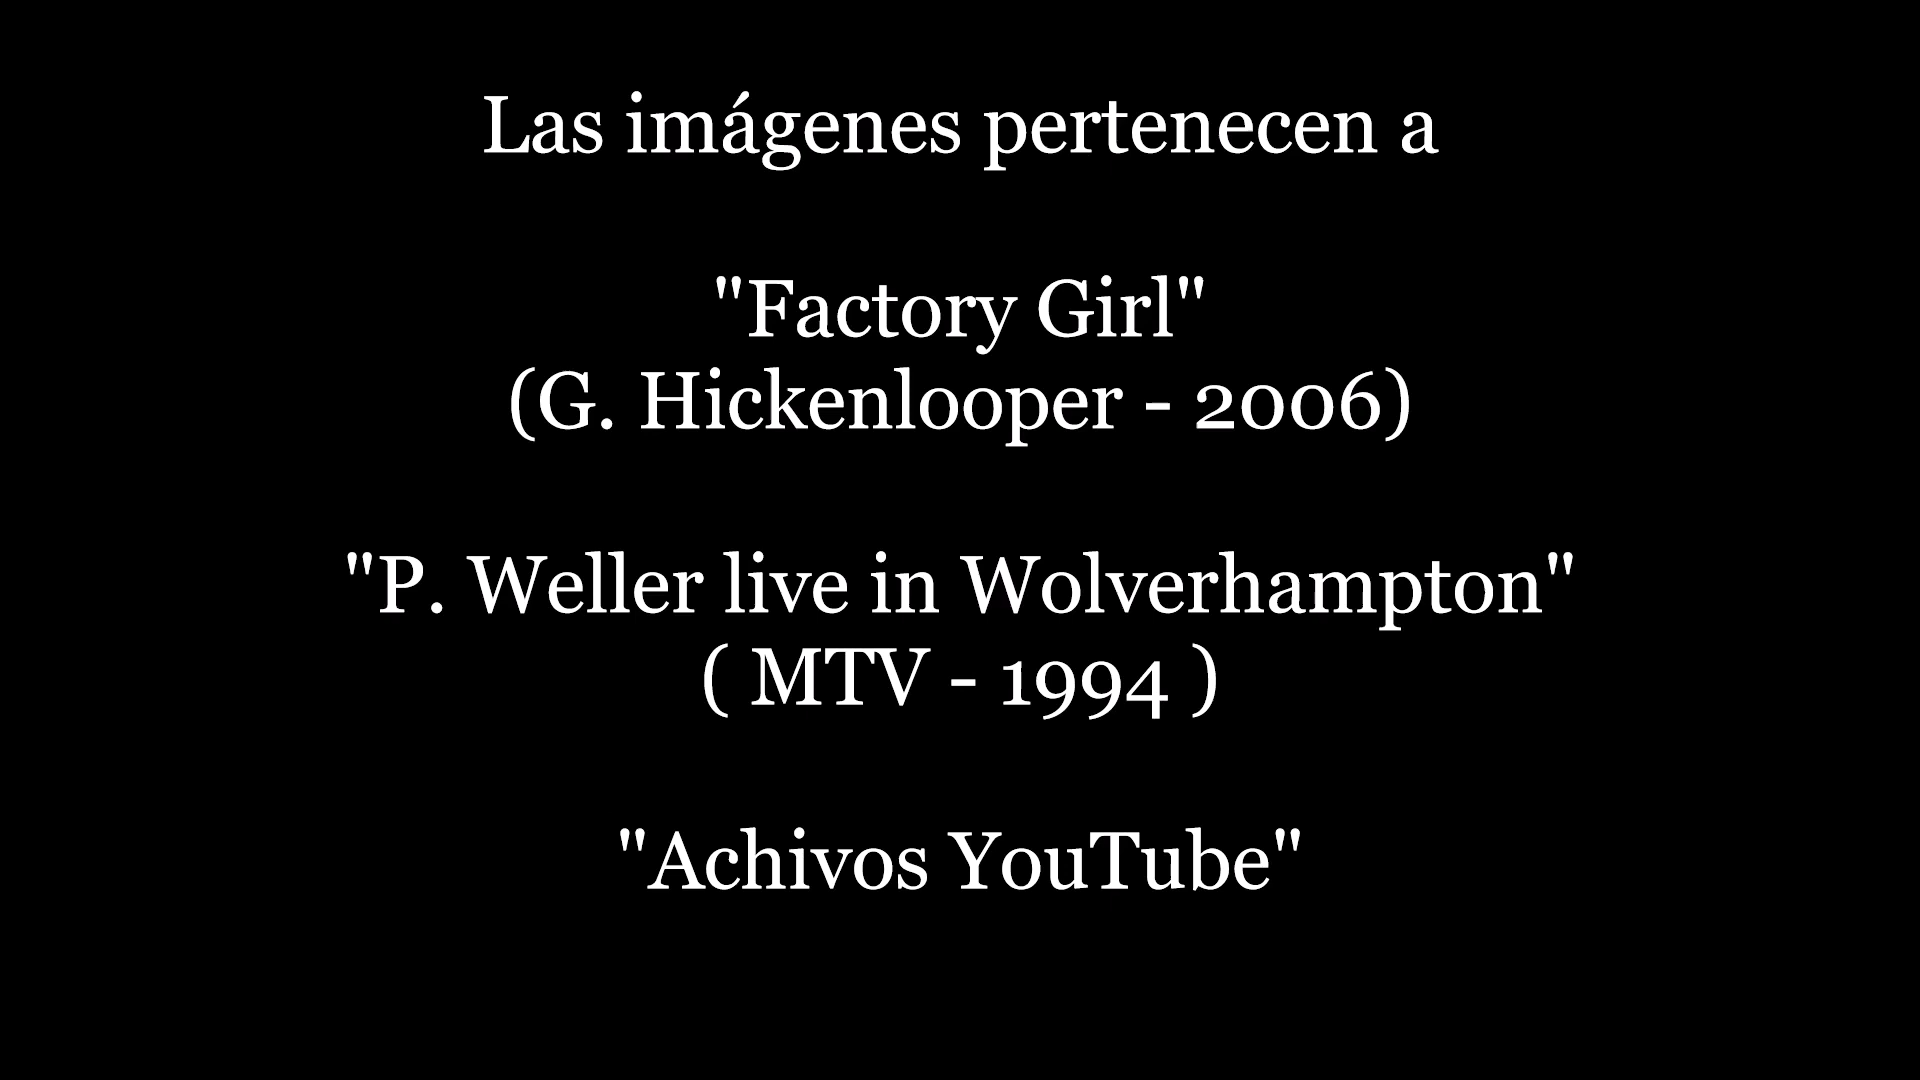 Las imágenes pertenecen a
"Factory Girl"
(G. Hickenlooper - 2006)
"P. Weller live in Wolverhampton"
( MTV - 1994 )
"Achivos YouTube"